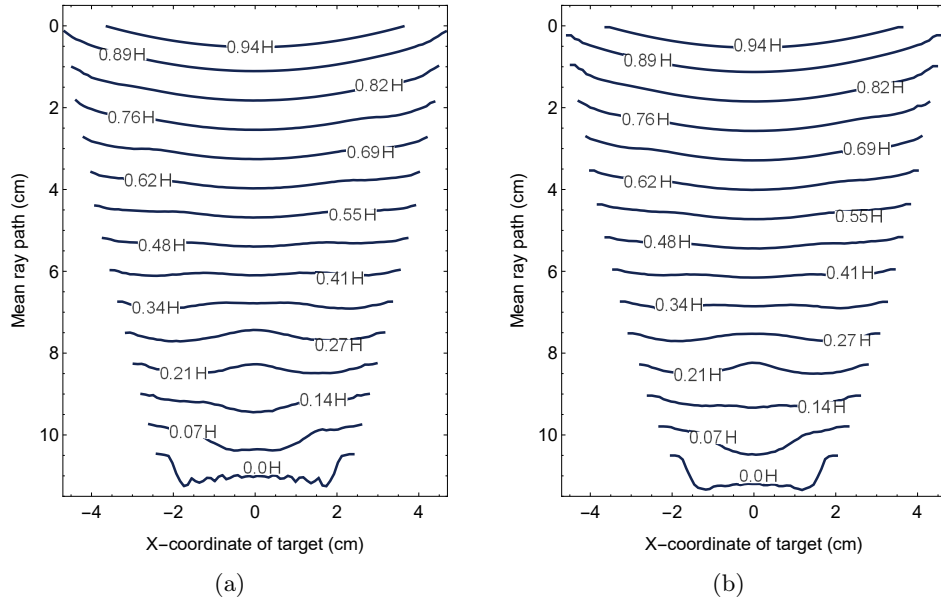 0
2
4
6
8
10
Mean ray path (cm)
0.94H
0.89H
0.82H
0.76H
0.69H
0.62H
0.55H
0.48H
0.41H
0.34H
0.27H
0.21H
0.14H
0.07H
0.0H
−4 −2 0 2 4
X−coordinate of target (cm)
(a)
0
2
4
6
8
10
Mean ray path (cm)
0.94H
0.89H
0.82H
0.76H
0.69H
0.62H
0.55H
0.48H
0.41H
0.34H
0.27H
0.21H
0.14H
0.07H
0.0H
−4 −2 0 2 4
X−coordinate of target (cm)
(b)